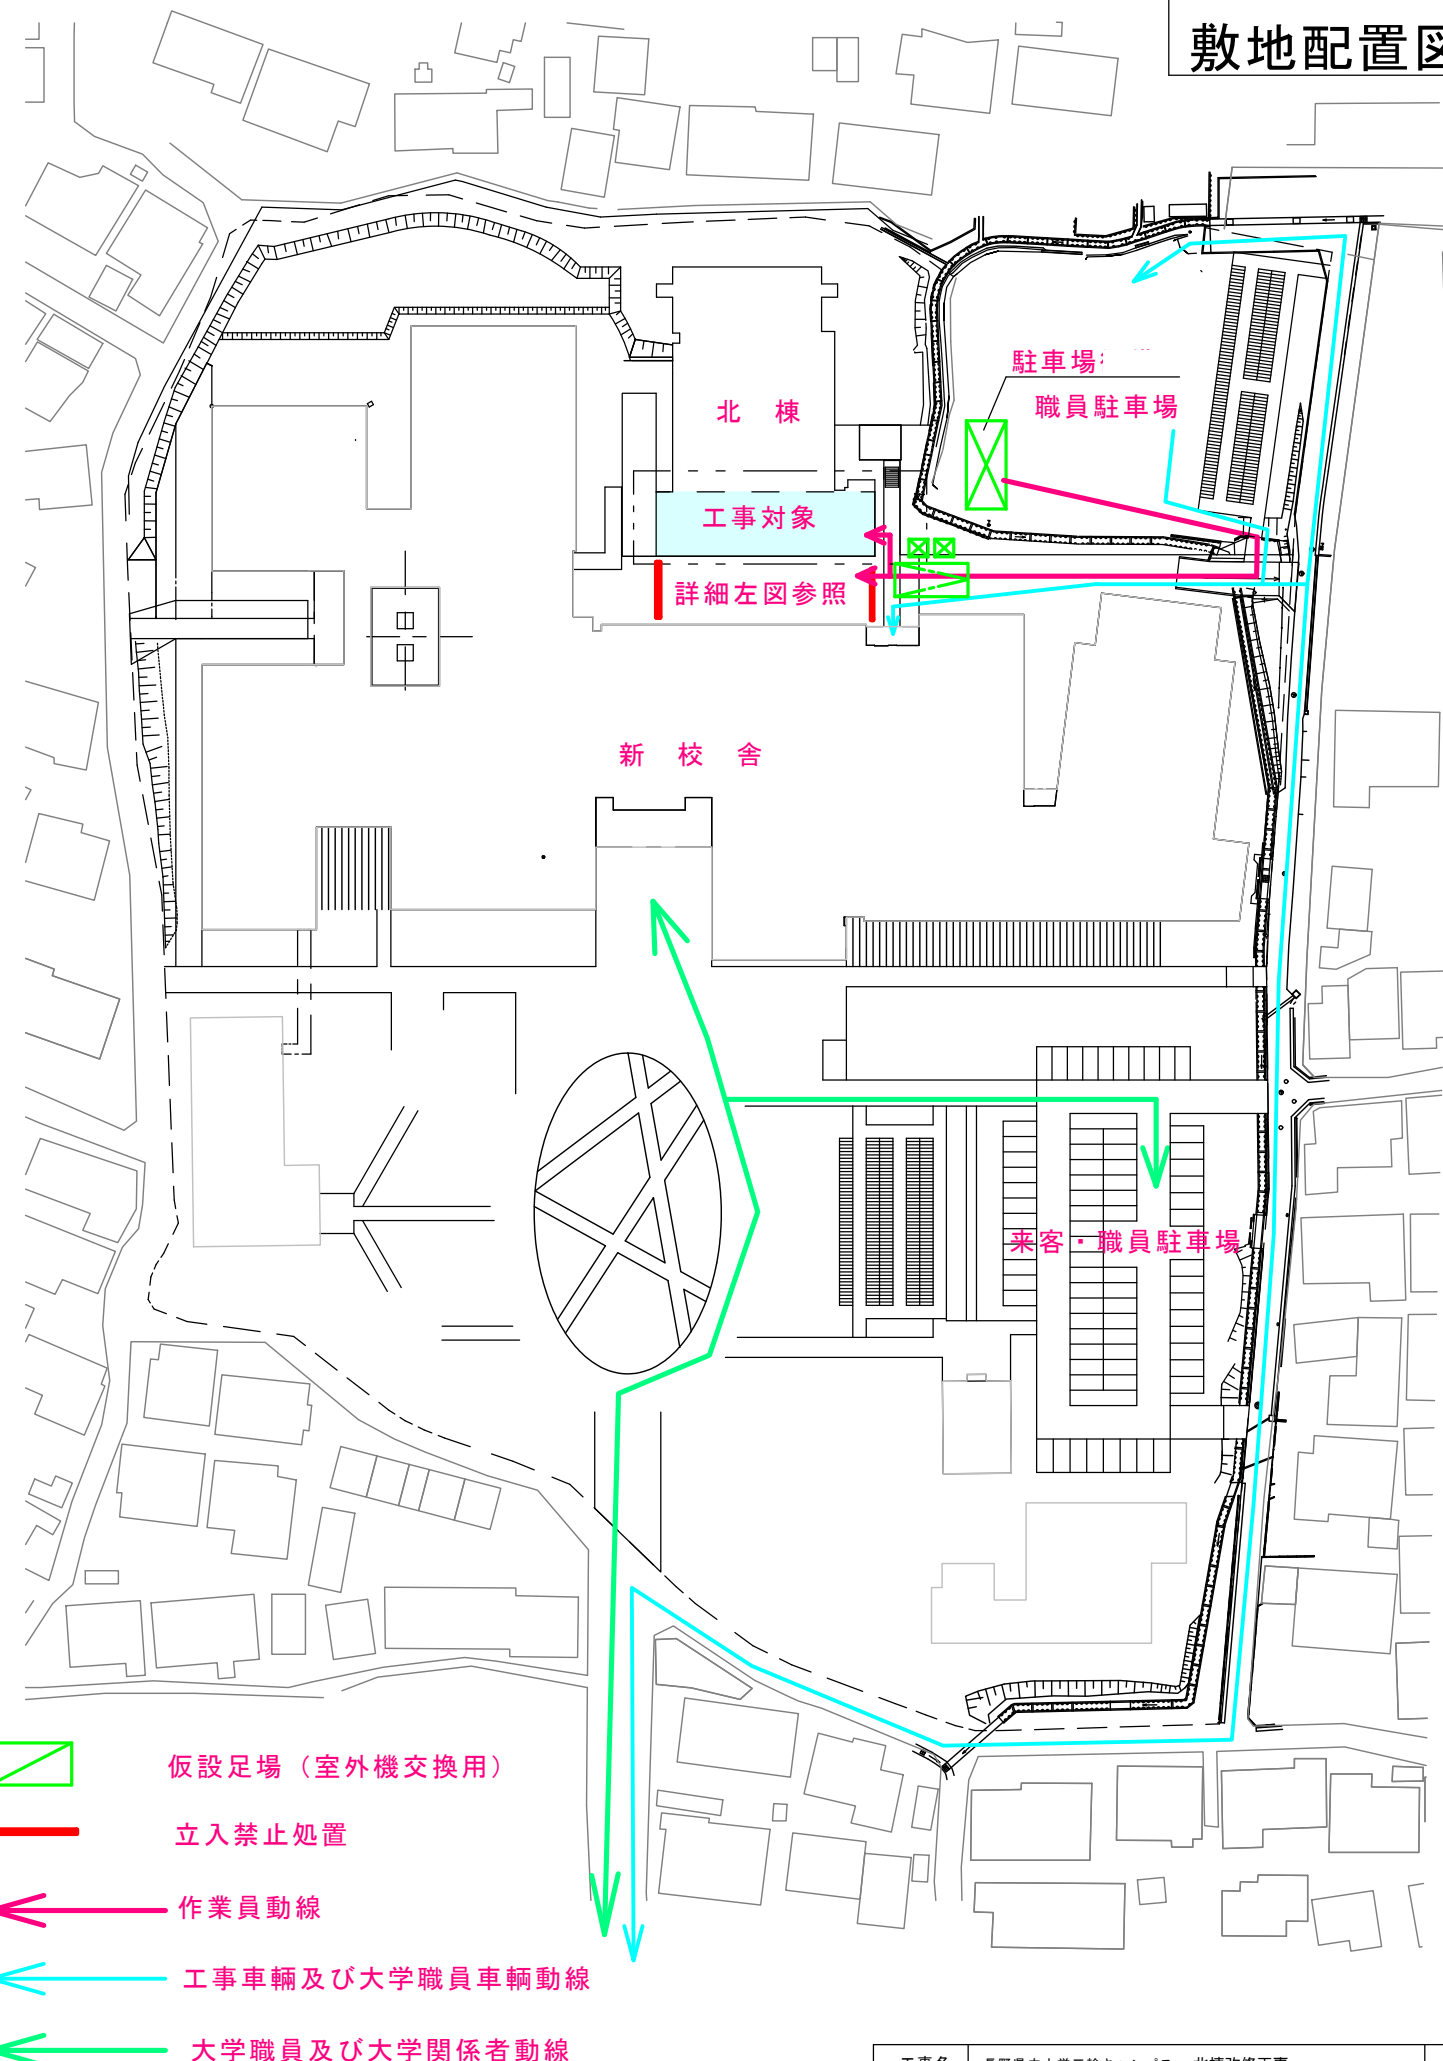 敷地配置図
駐車場
職員駐車場
北 棟
工事対象
詳細左図参照
新 校 舎
来客・職員駐車場
仮設足場（室外機交換用）
立入禁止処置
作業員動線
工事車輛及び大学職員車輌動線
大学職員及び大学関係者動線
工事名